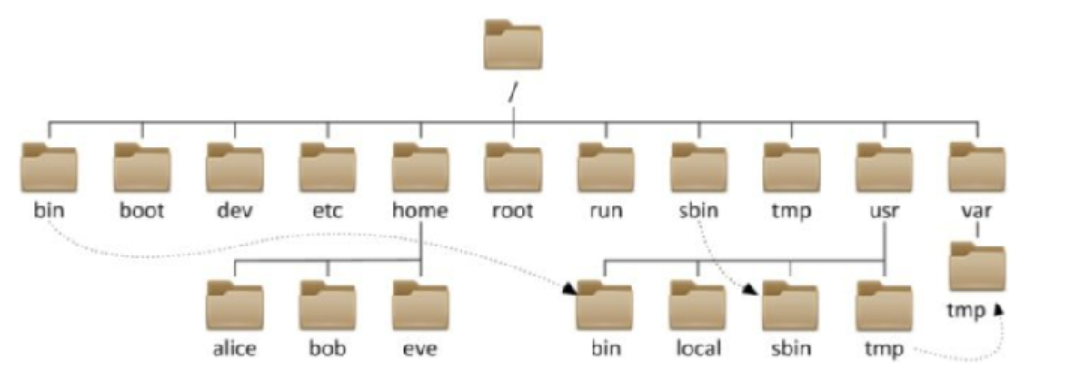 /
bin boot dev etc home root run sbin tmp usr var
tmp
alice bob eve bin local sbin tmp